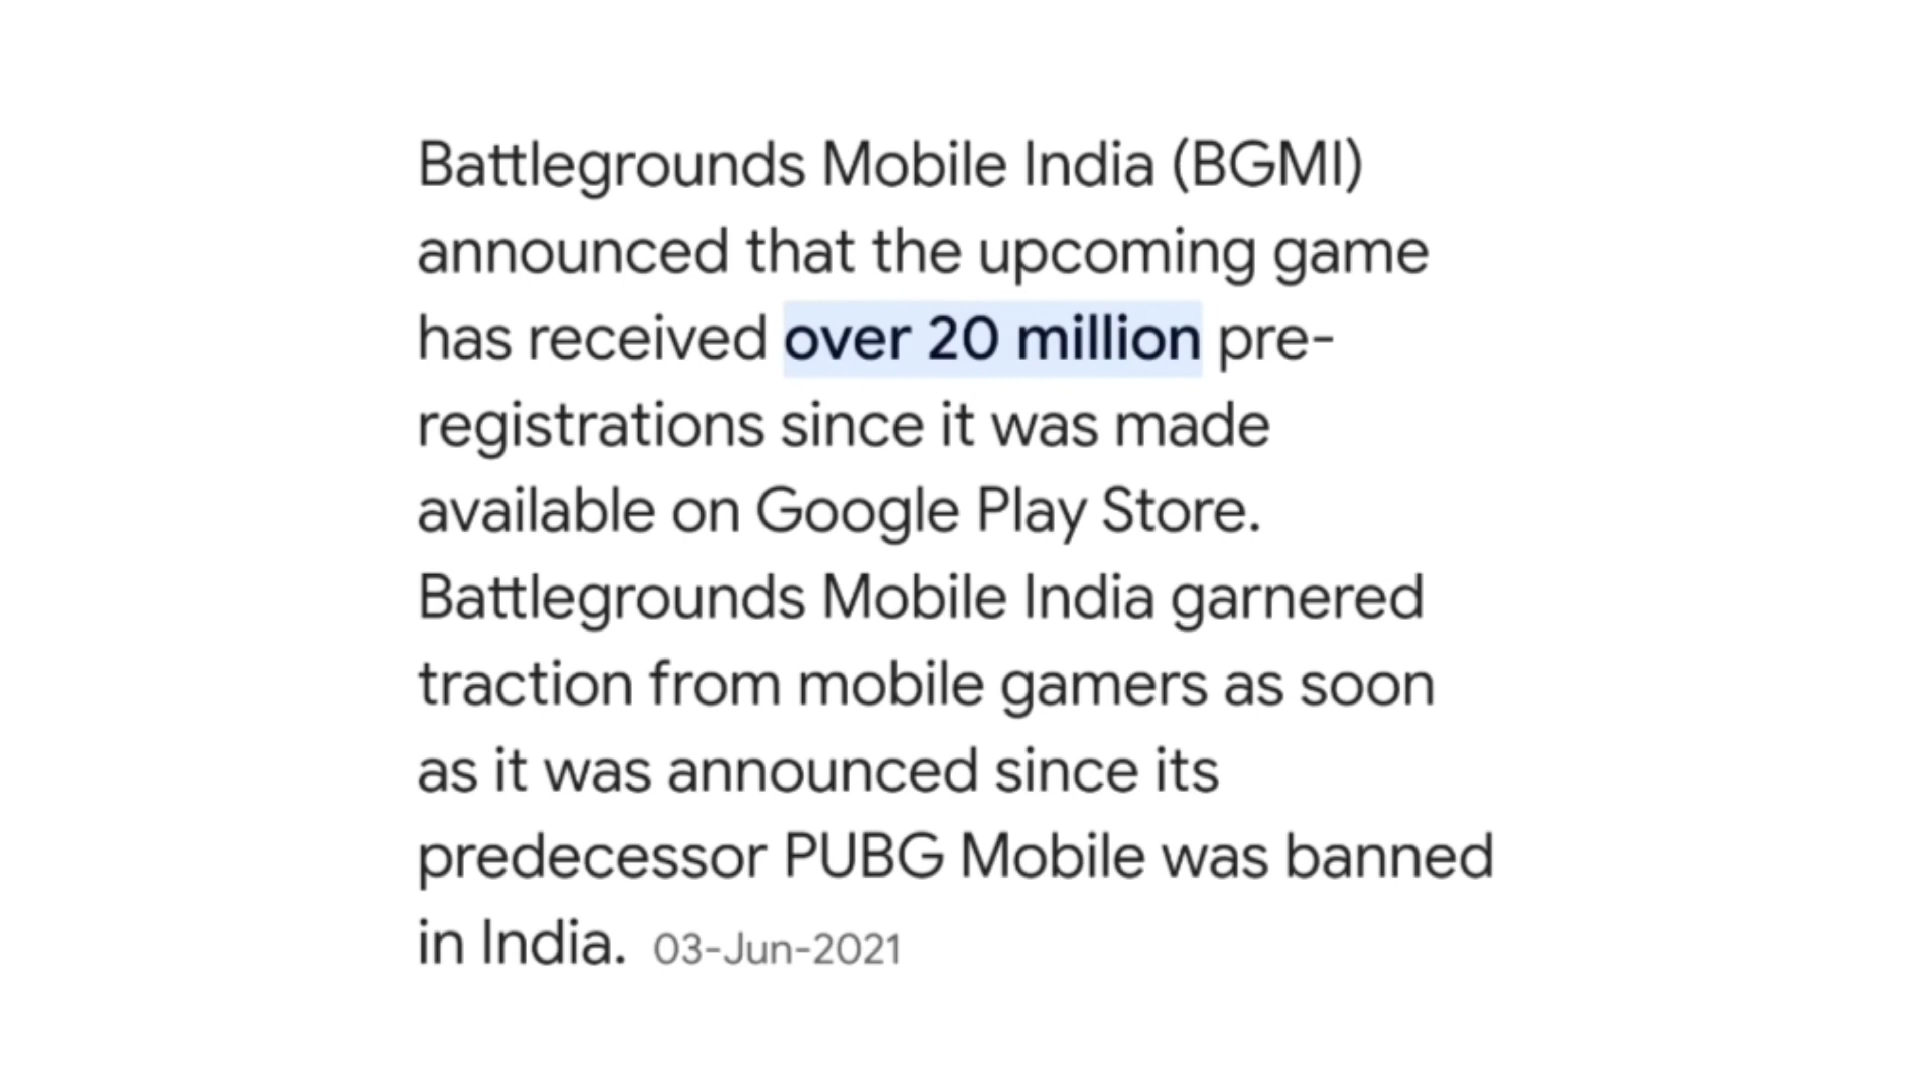 Battlegrounds Mobile India (BGMI)
announced that the upcoming game
has received over 20 million pre-
registrations since it was made
available on Google Play Store.
Battlegrounds Mobile India garnered
traction from mobile gamers as soon
as it was announced since its
predecessor PUBG Mobile was banned
in India. 03-Jun-2021